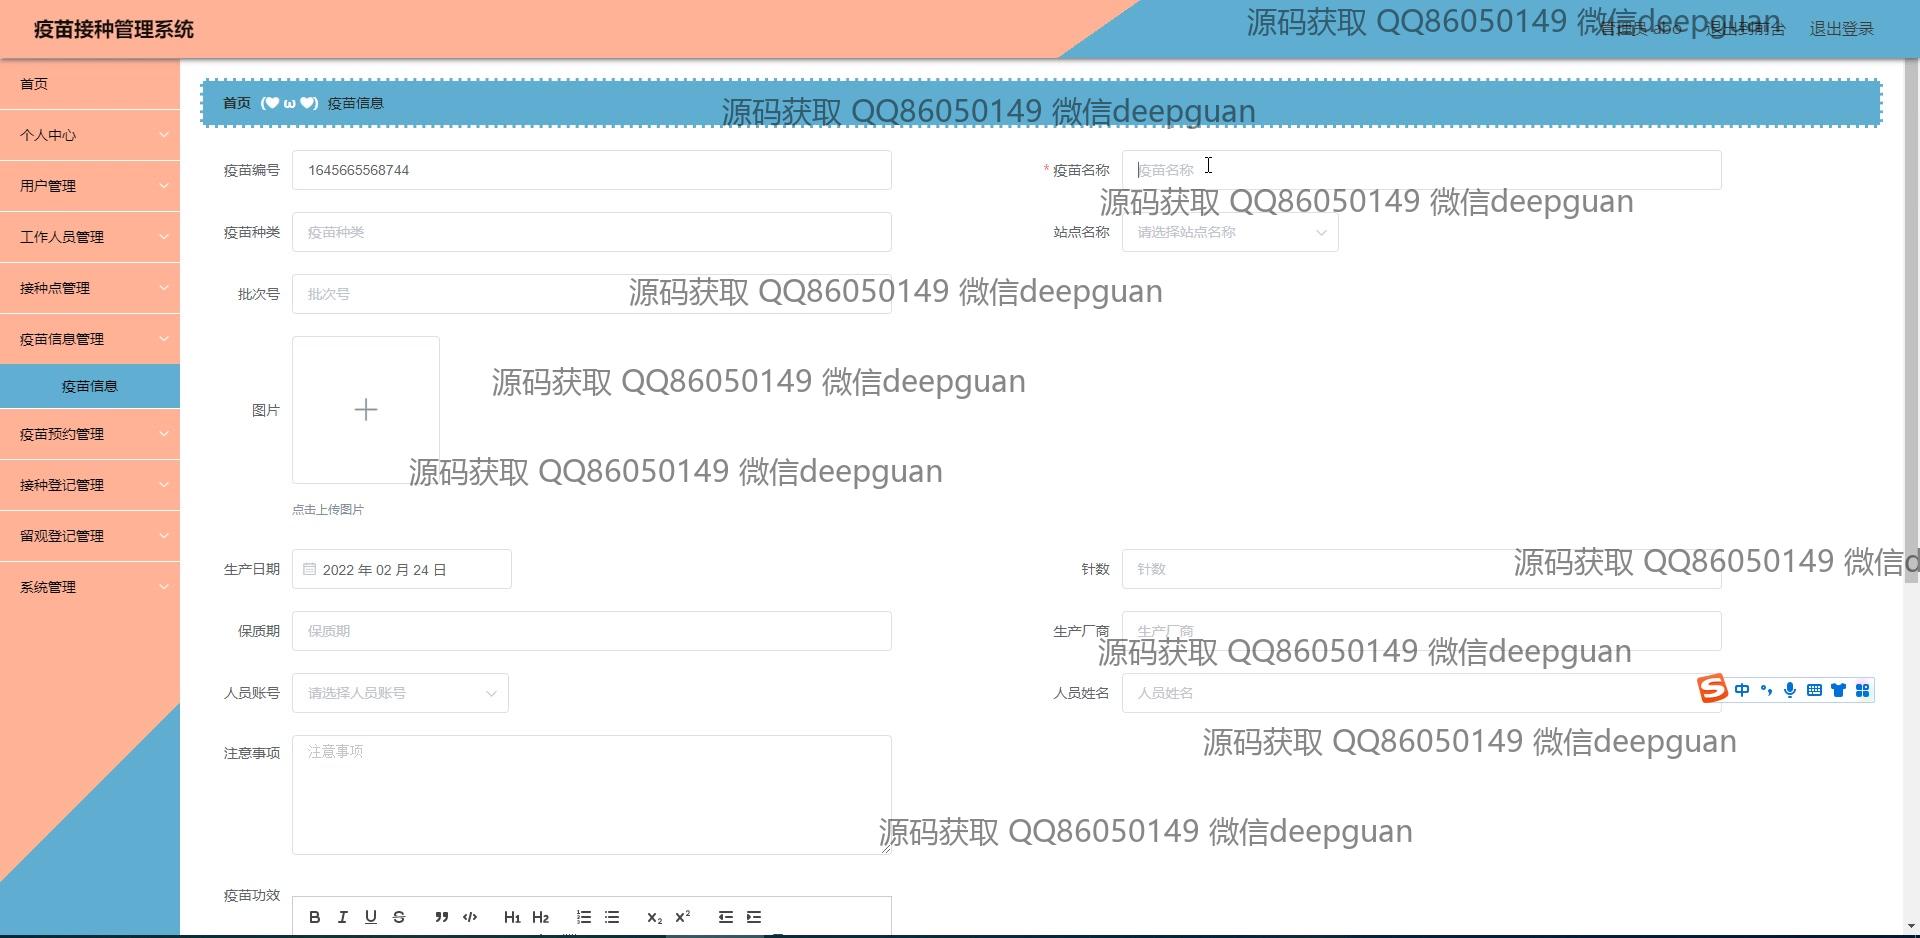 疫苗接种管理系统
源码获取 QQ86050149 微信deepguan
管理员 abo 退出到前台 退出登录
首页
个人中心
用户管理
工作人员管理
接种点管理
疫苗信息管理
疫苗信息
疫苗预约管理
接种登记管理
留观登记管理
系统管理
首页 (♥ ω ♥) 疫苗信息
源码获取 QQ86050149 微信deepguan
疫苗编号 1645665568744
* 疫苗名称 疫苗名称
源码获取 QQ86050149 微信deepguan
疫苗种类 疫苗种类
站点名称 请选择站点名称
批次号 批次号
源码获取 QQ86050149 微信deepguan
源码获取 QQ86050149 微信deepguan
图片
源码获取 QQ86050149 微信deepguan
点击上传图片
生产日期 2022 年 02 月 24 日
针数 针数
源码获取 QQ86050149 微信d
保质期 保质期
生产厂商 生产厂商
源码获取 QQ86050149 微信deepguan
人员账号 请选择人员账号
人员姓名 人员姓名
中
源码获取 QQ86050149 微信deepguan
注意事项 注意事项
源码获取 QQ86050149 微信deepguan
疫苗功效
B I U S H1 H2 x2 x2